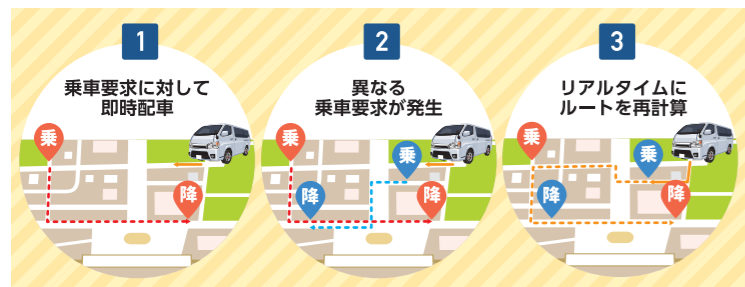 1
乗車要求に対して
即時配車
乗
降
2
異なる
乗車要求が発生
乗
乗
降
降
3
リアルタイムに
ルートを再計算
乗
降
降